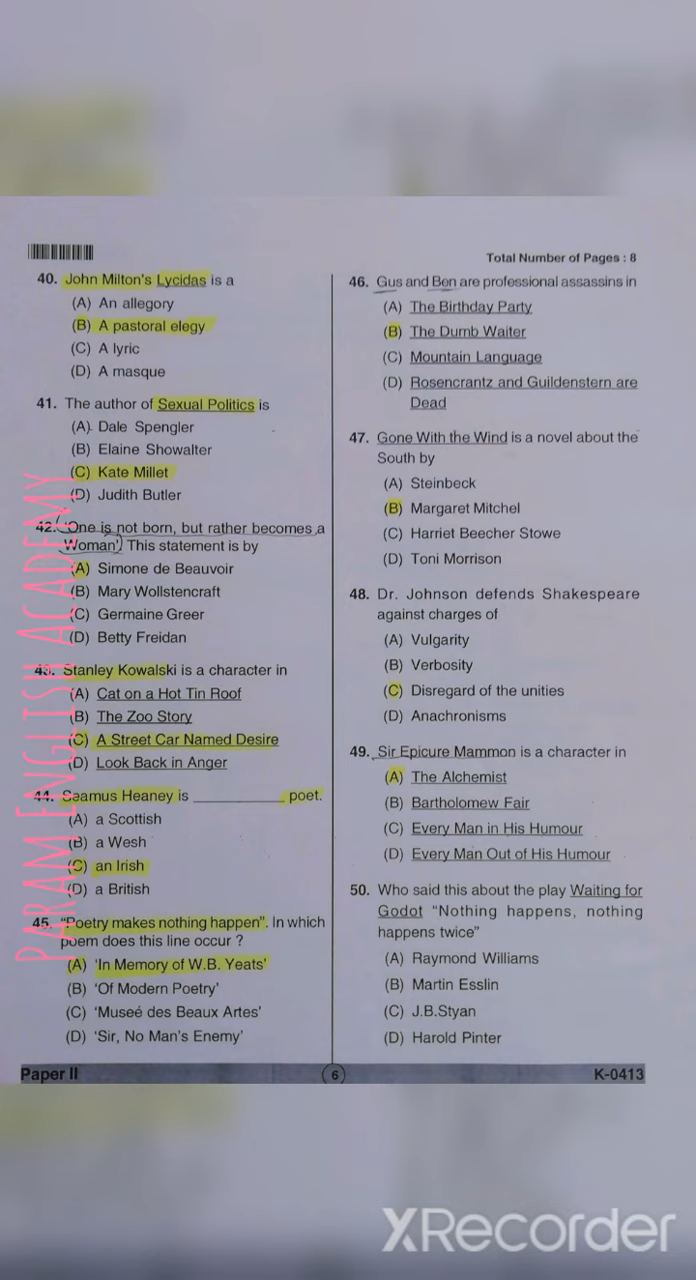 Total Number of Pages : 8
40. John Milton's Lycidas is a
(A) An allegory
(B) A pastoral elegy
(C) A lyric
(D) A masque
41. The author of Sexual Politics is
(A) Dale Spengler
(B) Elaine Showalter
(C) Kate Millet
(D) Judith Butler
42. 'One is not born, but rather becomes a
Woman'. This statement is by
(A) Simone de Beauvoir
(B) Mary Wollstencraft
(C) Germaine Greer
(D) Betty Freidan
43. Stanley Kowalski is a character in
(A) Cat on a Hot Tin Roof
(B) The Zoo Story
(C) A Street Car Named Desire
(D) Look Back in Anger
44. Seamus Heaney is ____________ poet.
(A) a Scottish
(B) a Wesh
(C) an Irish
(D) a British
45. "Poetry makes nothing happen". In which
poem does this line occur ?
(A) 'In Memory of W.B. Yeats'
(B) 'Of Modern Poetry'
(C) 'Museé des Beaux Artes'
(D) 'Sir, No Man's Enemy'
46. Gus and Ben are professional assassins in
(A) The Birthday Party
(B) The Dumb Waiter
(C) Mountain Language
(D) Rosencrantz and Guildenstern are
Dead
47. Gone With the Wind is a novel about the
South by
(A) Steinbeck
(B) Margaret Mitchel
(C) Harriet Beecher Stowe
(D) Toni Morrison
48. Dr. Johnson defends Shakespeare
against charges of
(A) Vulgarity
(B) Verbosity
(C) Disregard of the unities
(D) Anachronisms
49. Sir Epicure Mammon is a character in
(A) The Alchemist
(B) Bartholomew Fair
(C) Every Man in His Humour
(D) Every Man Out of His Humour
50. Who said this about the play Waiting for
Godot "Nothing happens, nothing
happens twice"
(A) Raymond Williams
(B) Martin Esslin
(C) J.B.Styan
(D) Harold Pinter
Paper II
6
K-0413
PARAM ENGLISH ACADEMY
XRecorder